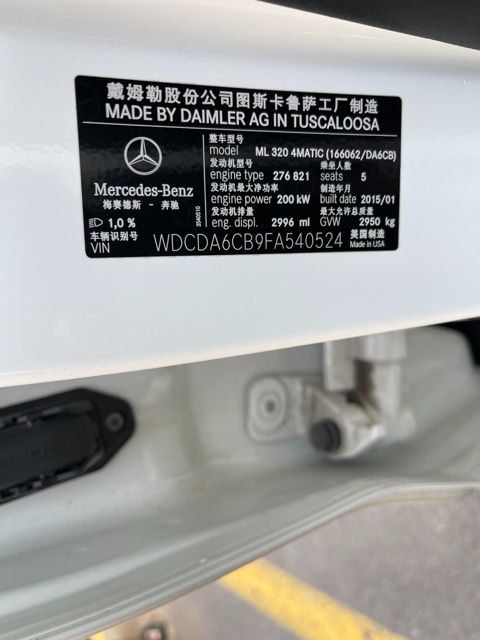 戴姆勒股份公司图斯卡鲁萨工厂制造
MADE BY DAIMLER AG IN TUSCALOOSA
Mercedes-Benz
梅赛德斯 - 奔驰
1,0 %
整车型号
model ML 320 4MATIC (166062/DA6CB)
发动机型号 乘坐人数
engine type 276 821 seats 5
发动机最大净功率 制造年月
engine power 200 kW built date 2015/01
发动机排量 最大允许总质量
eng. displ. 2996 ml GVW 2950 kg
3540510
车辆识别号 美国制造
VIN WDCDA6CB9FA540524 Made in USA